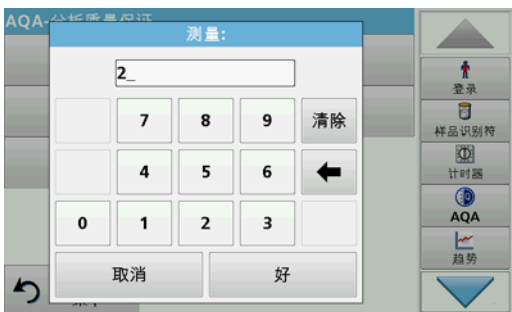 AQA-分析质量保证
测量:
2_
7 8 9 清除
4 5 6
0 1 2 3
取消 好
登录
样品识别符
计时器
AQA
趋势